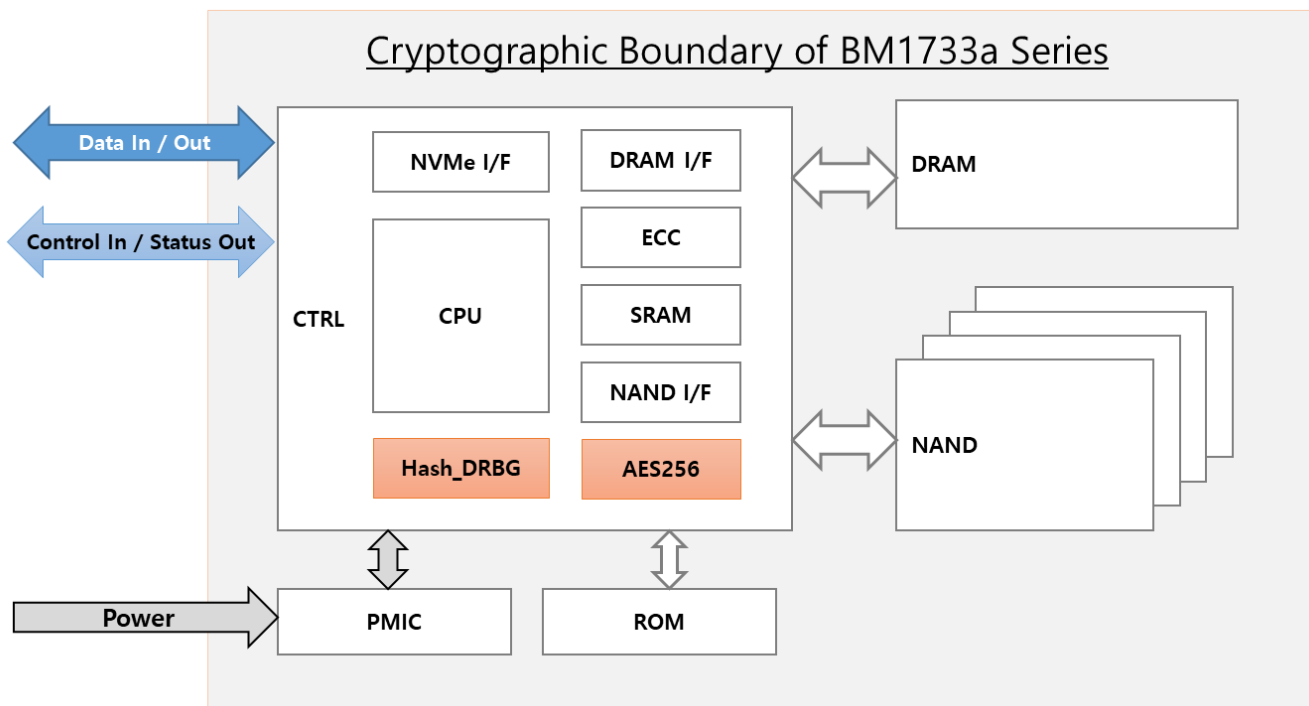 Cryptographic Boundary of BM1733a Series
Data In / Out
Control In / Status Out
CTRL
NVMe I/F
CPU
Hash_DRBG
DRAM I/F
ECC
SRAM
NAND I/F
AES256
DRAM
NAND
Power
PMIC
ROM